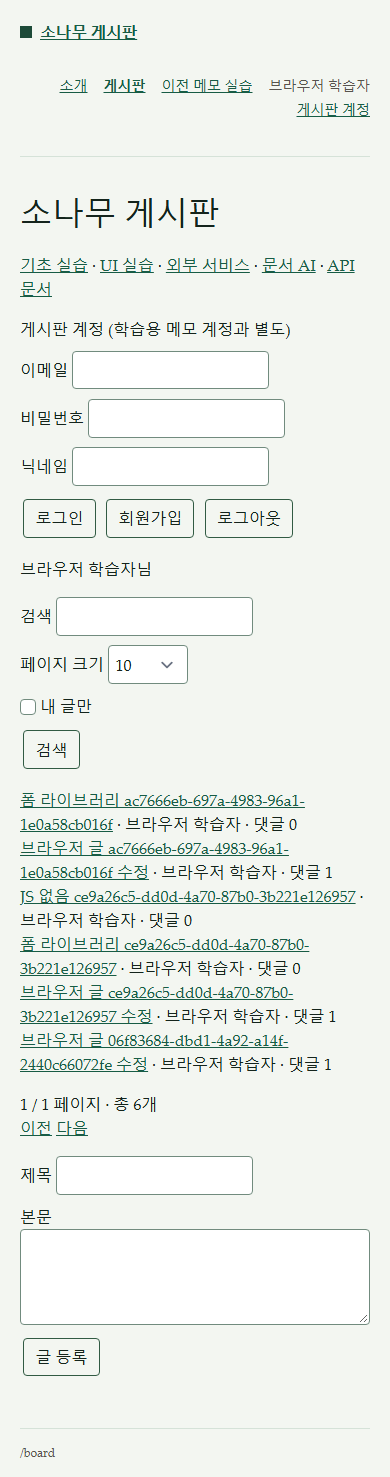 소나무 게시판
소개 게시판 이전 메모 실습 브라우저 학습자
게시판 계정
소나무 게시판
기초 실습 · UI 실습 · 외부 서비스 · 문서 AI · API
문서
게시판 계정 (학습용 메모 계정과 별도)
이메일
비밀번호
닉네임
로그인 회원가입 로그아웃
브라우저 학습자님
검색
페이지 크기 10
내 글만
검색
폼 라이브러리 ac7666eb-697a-4983-96a1-
1e0a58cb016f · 브라우저 학습자 · 댓글 0
브라우저 글 ac7666eb-697a-4983-96a1-
1e0a58cb016f 수정 · 브라우저 학습자 · 댓글 1
JS 없음 ce9a26c5-dd0d-4a70-87b0-3b221e126957 ·
브라우저 학습자 · 댓글 0
폼 라이브러리 ce9a26c5-dd0d-4a70-87b0-
3b221e126957 · 브라우저 학습자 · 댓글 0
브라우저 글 ce9a26c5-dd0d-4a70-87b0-
3b221e126957 수정 · 브라우저 학습자 · 댓글 1
브라우저 글 06f83684-dbd1-4a92-a14f-
2440c66072fe 수정 · 브라우저 학습자 · 댓글 1
1 / 1 페이지 · 총 6개
이전 다음
제목
본문
글 등록
/board